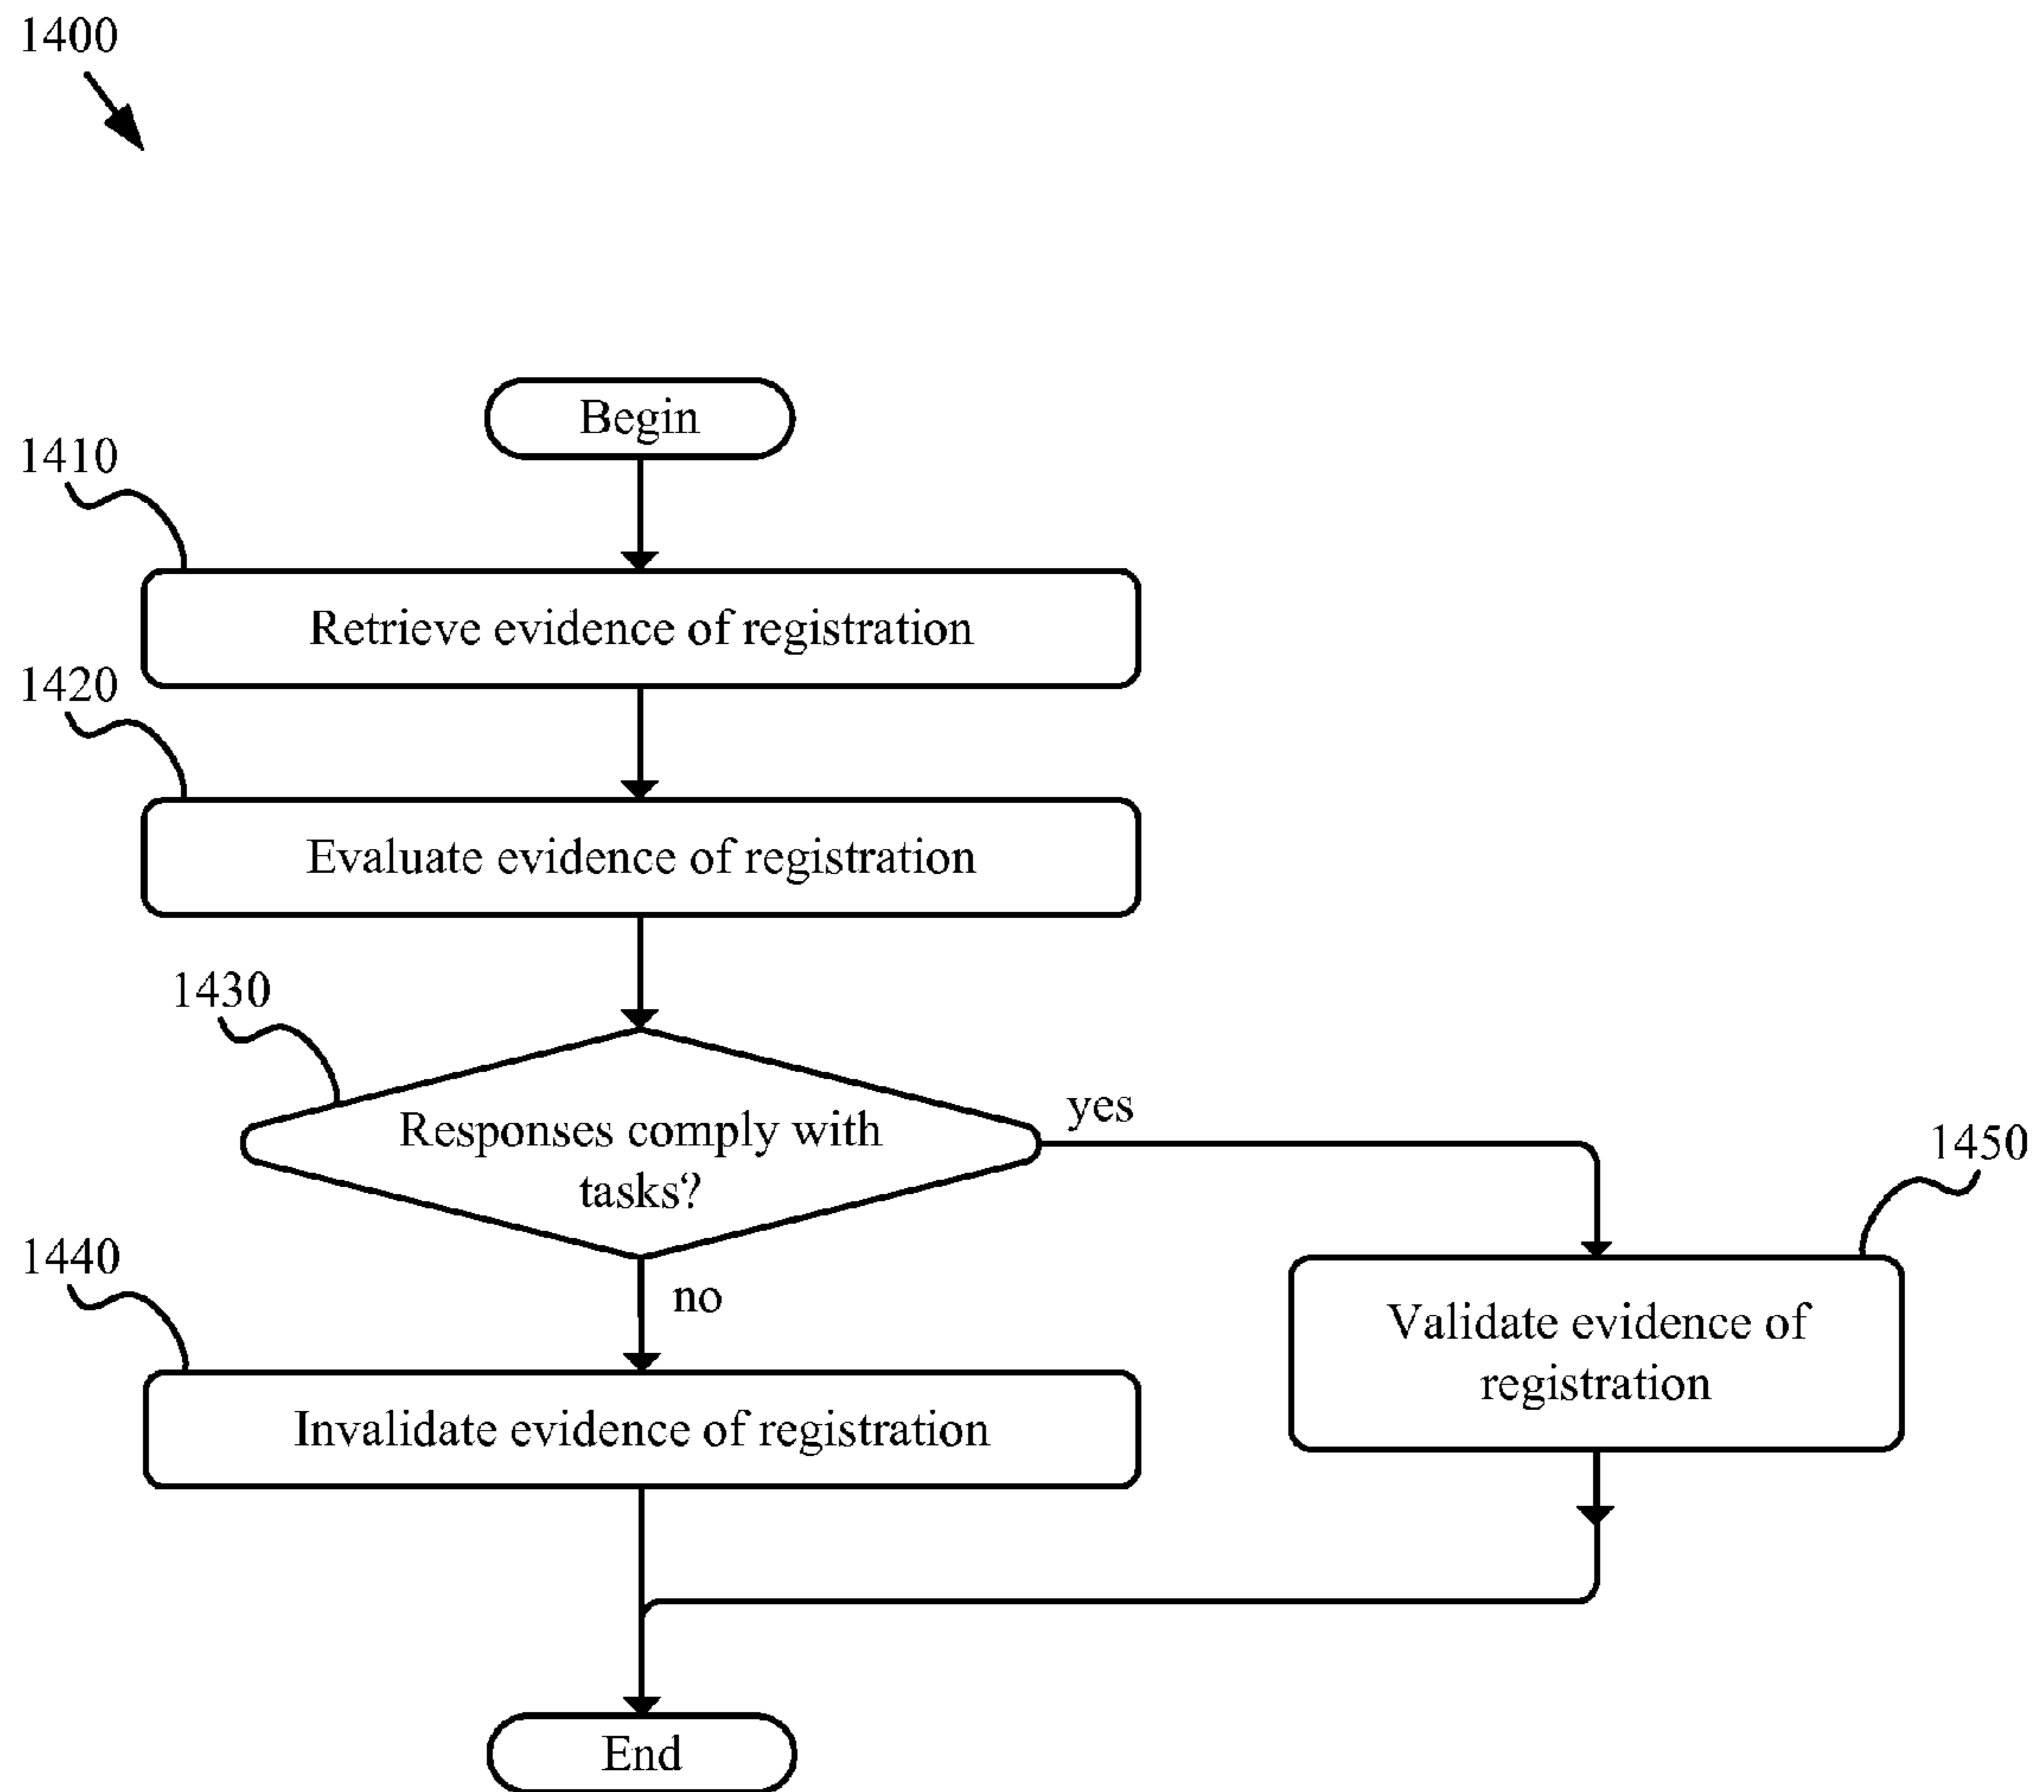 1400
Begin
1410
Retrieve evidence of registration
1420
Evaluate evidence of registration
1430
Responses comply with
tasks?
yes
1450
1440
no
Validate evidence of
registration
Invalidate evidence of registration
End